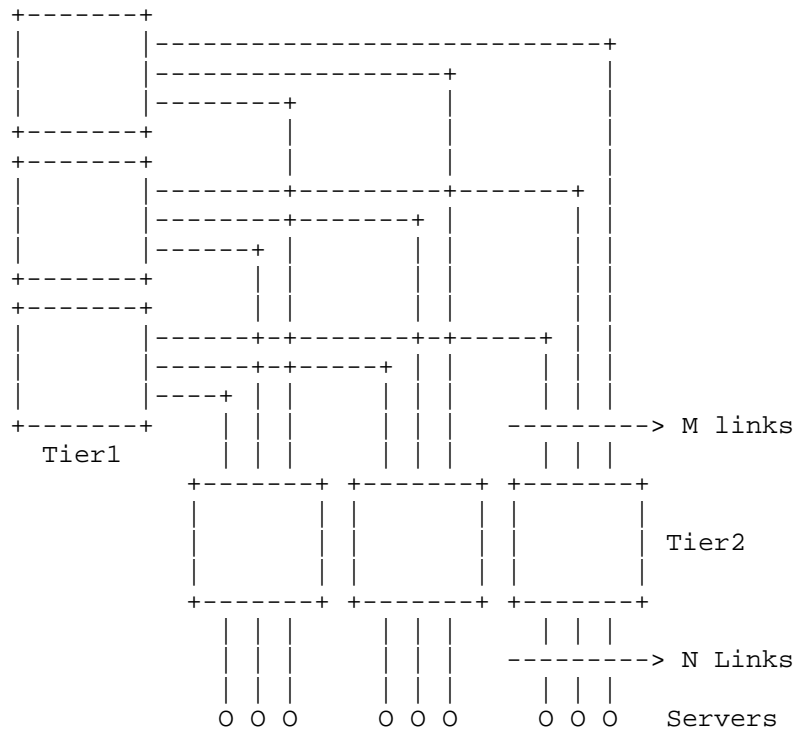 M links
Tier1
Tier2
N Links
O O O O O O O O O Servers